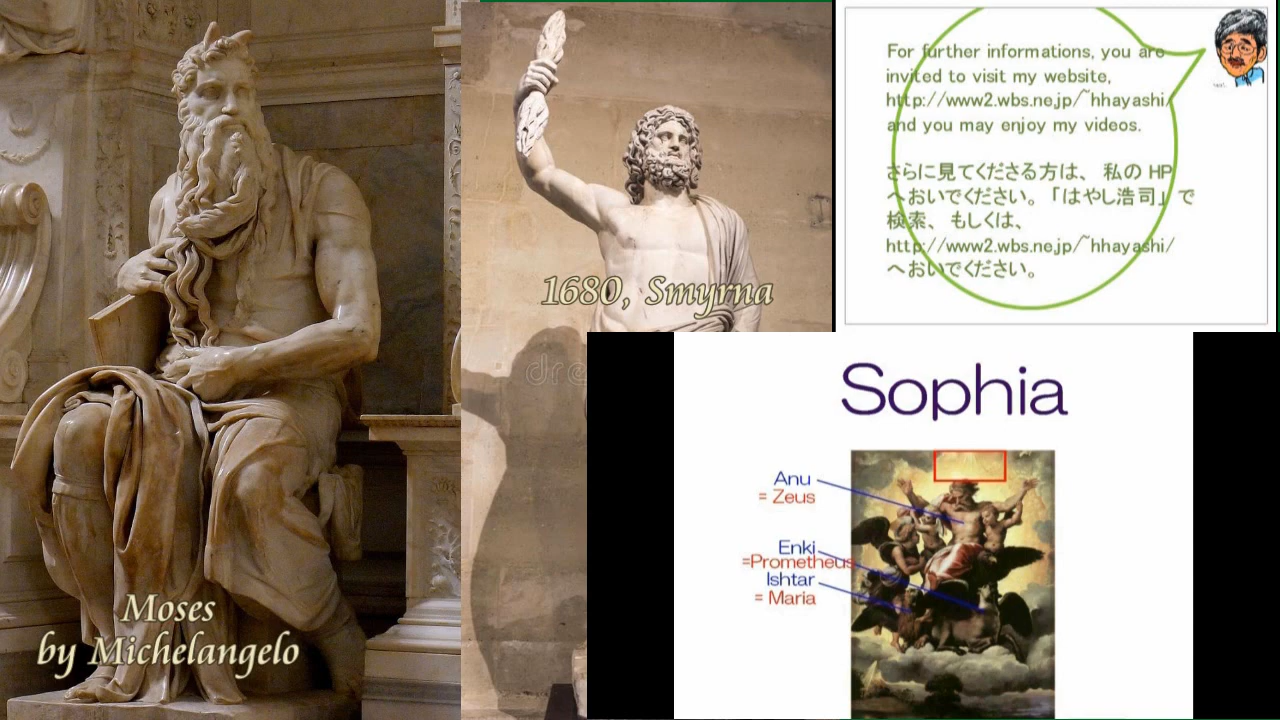 Moses
by Michelangelo
1680, Smyrna
dre
For further informations, you are
invited to visit my website,
http://www2.wbs.ne.jp/~hhayashi/
and you may enjoy my videos.
さらに見てくださる方は、 私の HP
へおいでください。「はやし浩司」で
検索、 もしくは、
http://www2.wbs.ne.jp/~hhayashi/
へおいでください。
Sophia
Anu
= Zeus
Enki
=Prometheus
Ishtar
= Maria